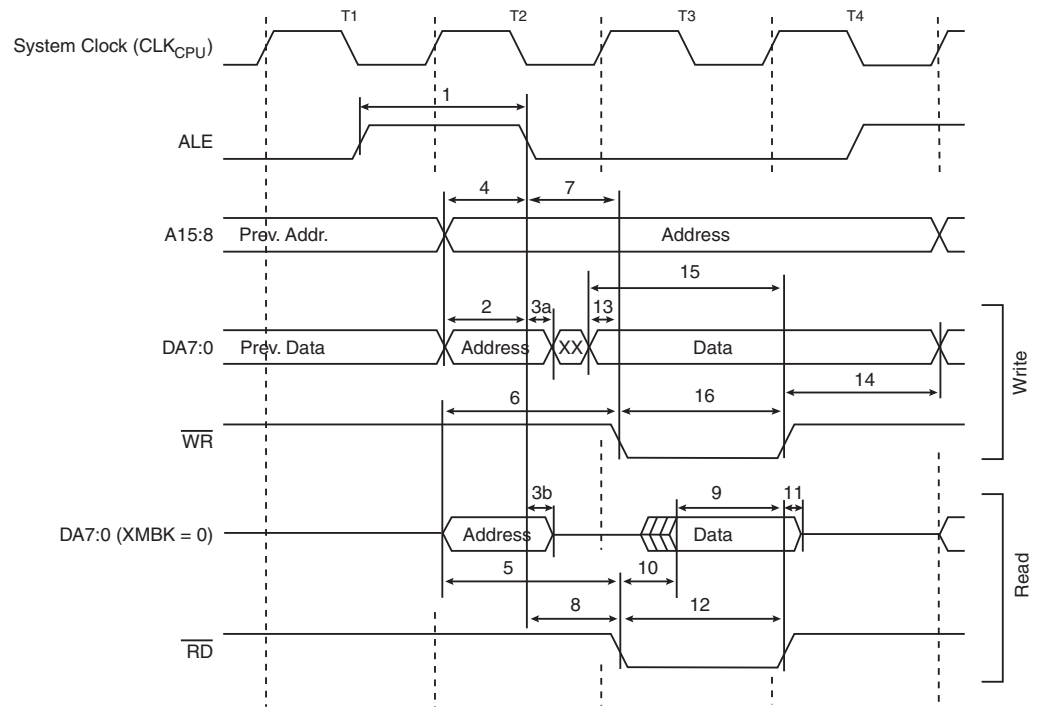 T1 T2 T3 T4
System Clock (CLKCPU)
1
ALE
4 7
A15:8 Prev. Addr. Address
15
2 3a 13
DA7:0 Prev. Data Address XX Data
14
6 16
WR
Write
3b 9 11
DA7:0 (XMBK = 0) Address Data
5 10
8 12
RD
Read